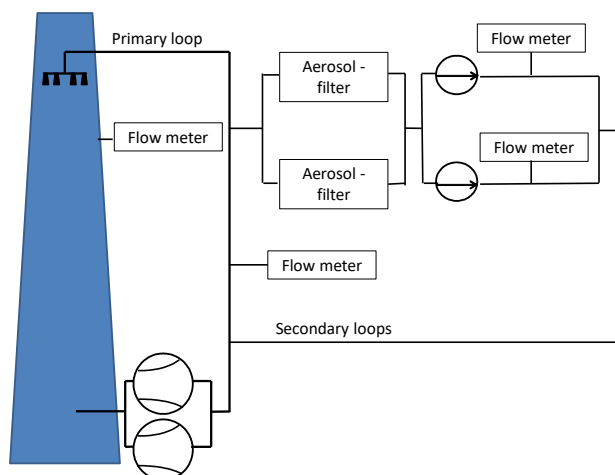 Primary loop
Flow meter
Aerosol -
filter
Flow meter
Flow meter
Aerosol -
filter
Flow meter
Secondary loops